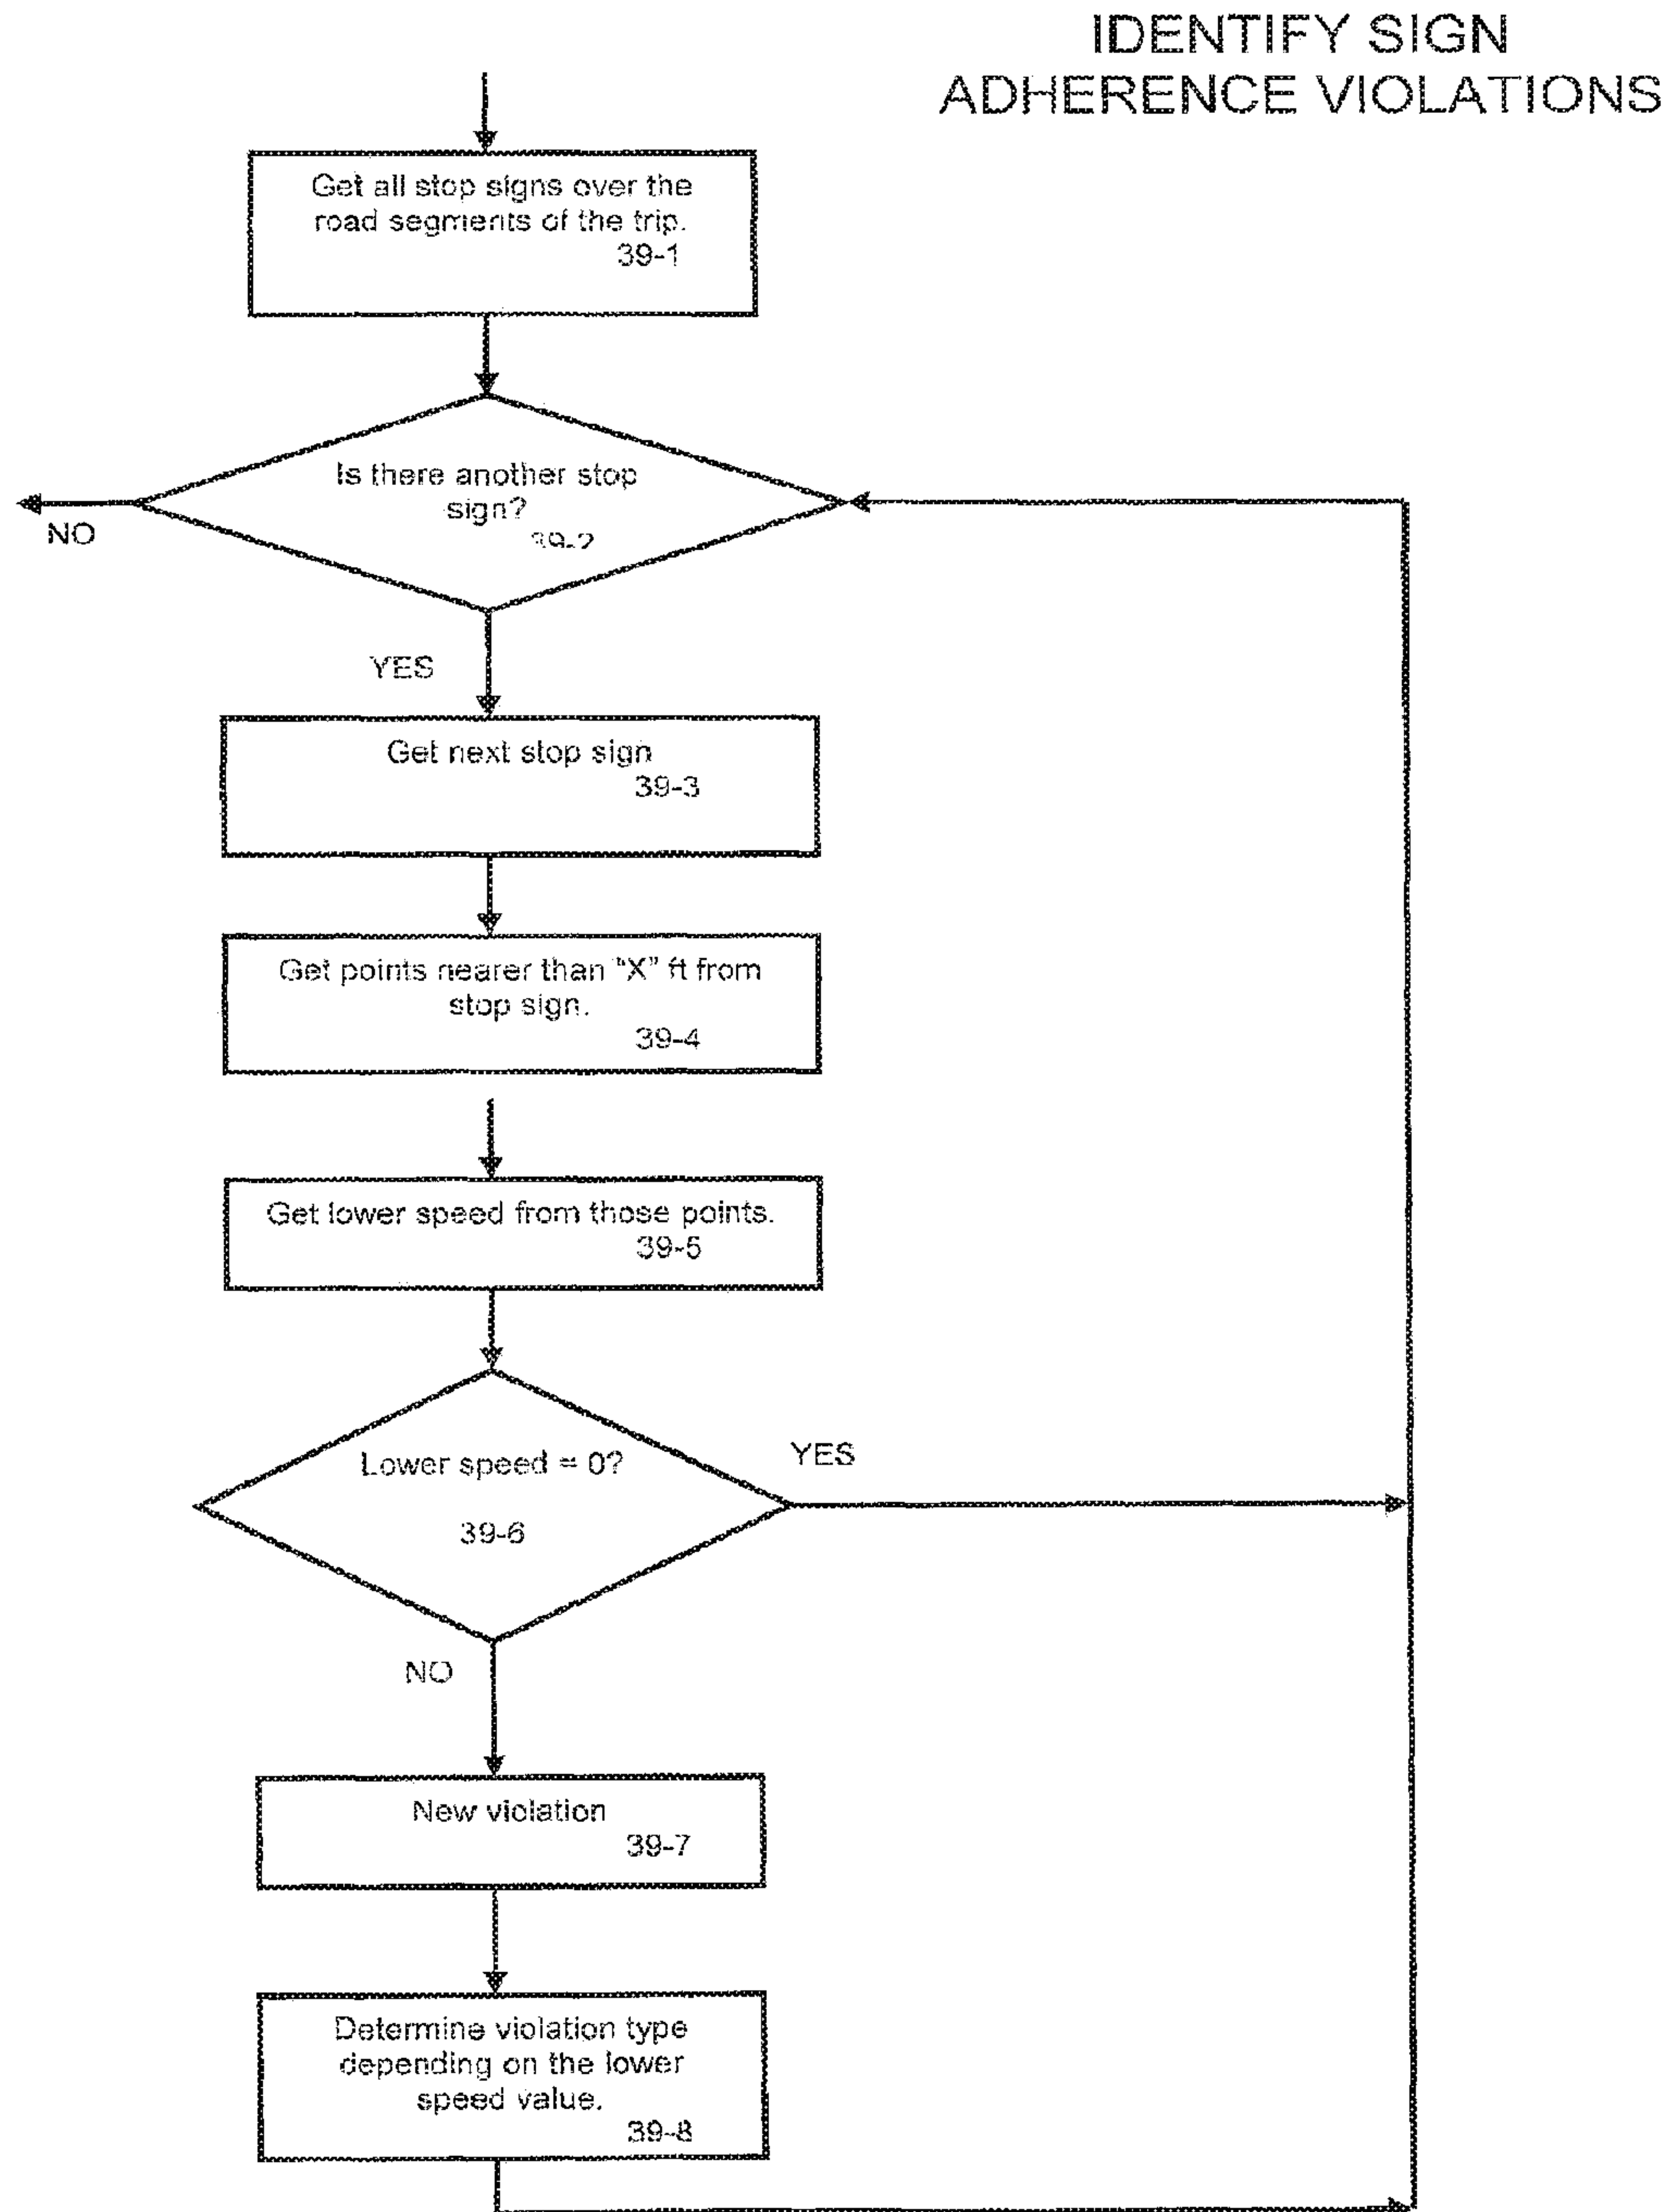 IDENTIFY SIGN
ADHERENCE VIOLATIONS
Get all stop signs over the
road segments of the trip.
39-1
Is there another stop
sign?
39-2
NO
YES
Get next stop sign
39-3
Get points nearer than "X" ft from
stop sign.
39-4
Get lower speed from those points.
39-5
Lower speed = 0?
39-6
YES
NO
New violation
39-7
Determine violation type
depending on the lower
speed value.
39-8